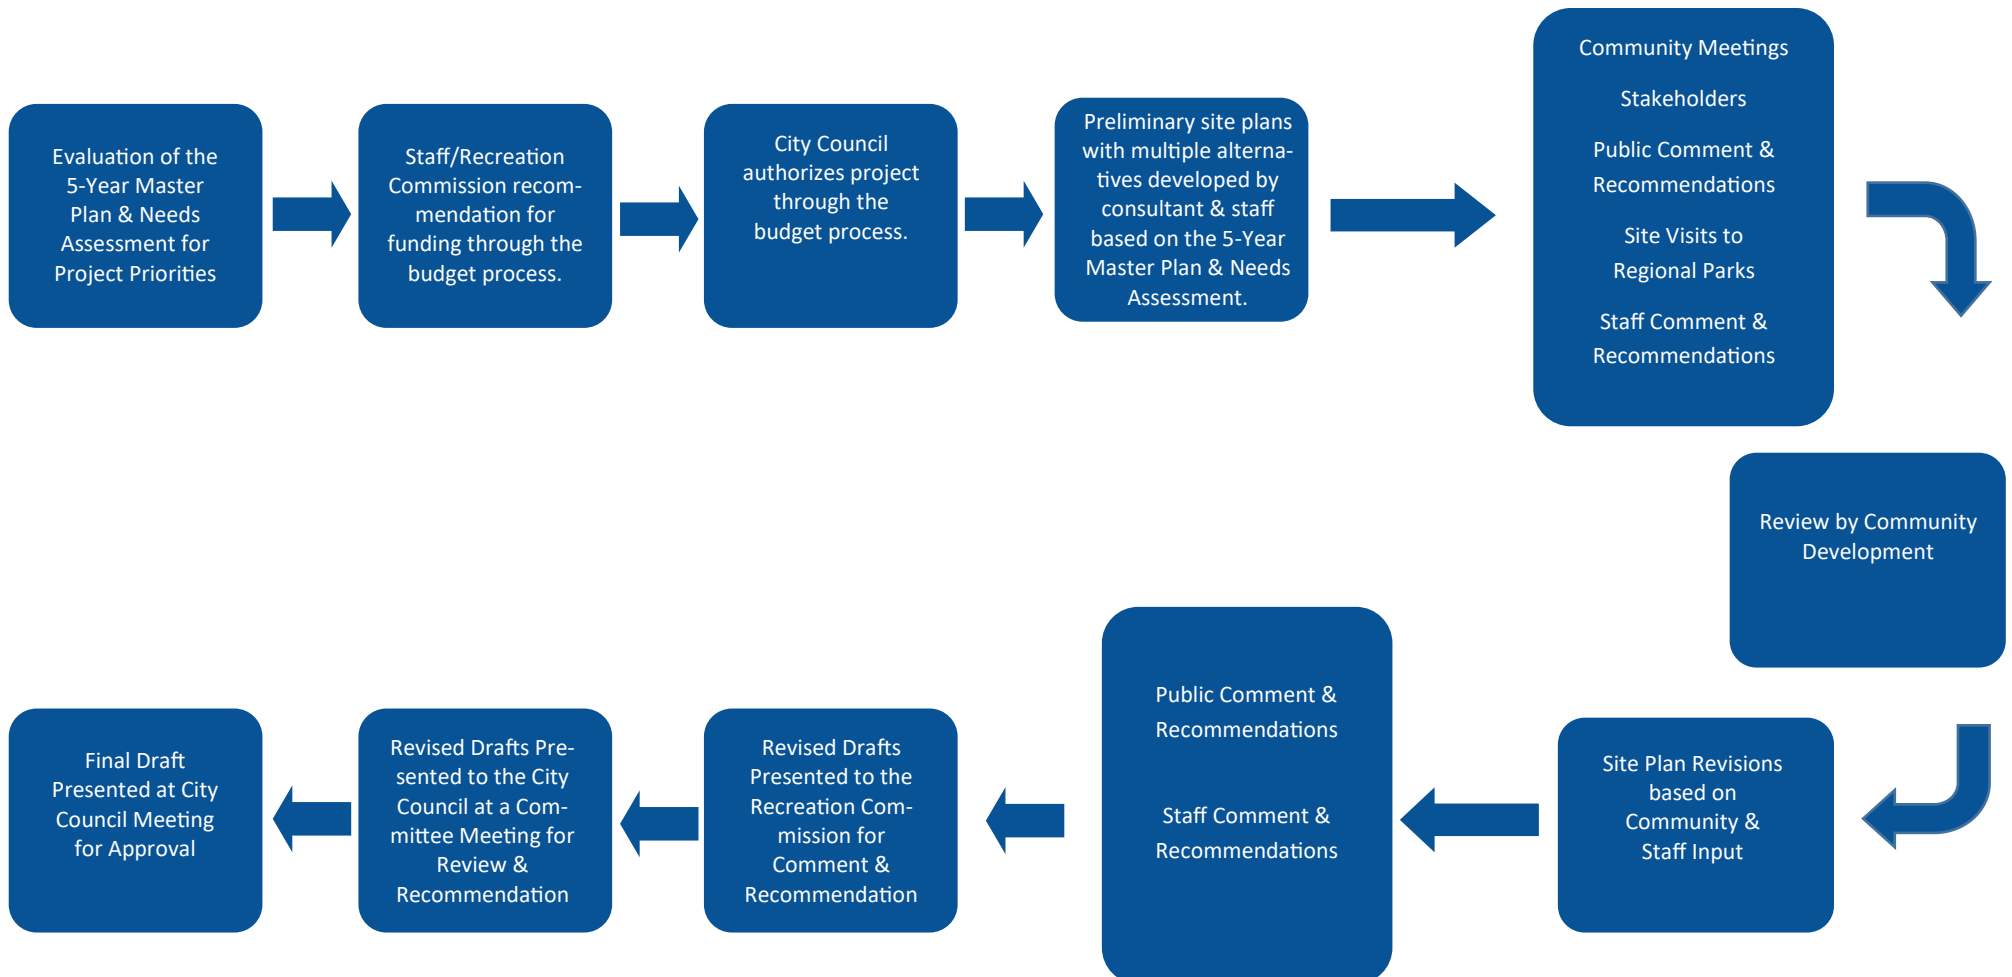 Evaluation of the
5-Year Master
Plan & Needs
Assessment for
Project Priorities
Staff/Recreation
Commission recom-
mendation for
funding through the
budget process.
City Council
authorizes project
through the
budget process.
Preliminary site plans
with multiple alterna-
tives developed by
consultant & staff
based on the 5-Year
Master Plan & Needs
Assessment.
Community Meetings
Stakeholders
Public Comment &
Recommendations
Site Visits to
Regional Parks
Staff Comment &
Recommendations
Review by Community
Development
Site Plan Revisions
based on
Community &
Staff Input
Public Comment &
Recommendations
Staff Comment &
Recommendations
Revised Drafts
Presented to the
Recreation Com-
mission for
Comment &
Recommendation
Revised Drafts Pre-
sented to the City
Council at a Com-
mittee Meeting for
Review &
Recommendation
Final Draft
Presented at City
Council Meeting
for Approval